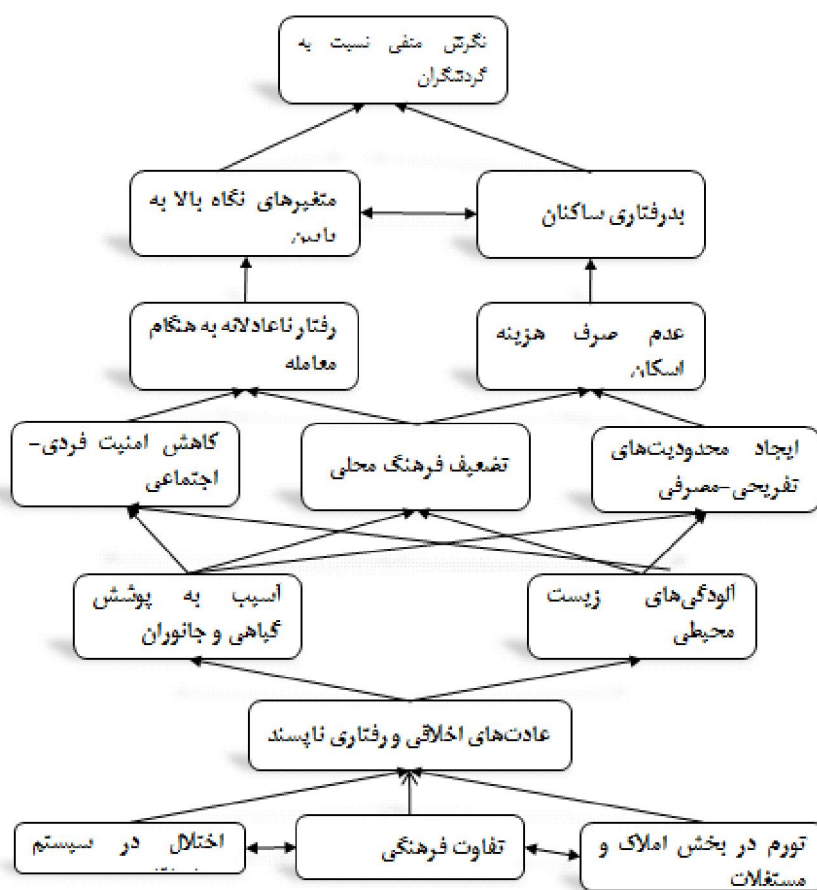 نگرش منفی نسبت به
گردشگران
متغیرهای نگاه بالا به
پایین
بدرفتاری ساکنان
رفتار ناعادلانه به هنگام
معامله
عدم صرف هزینه
اسکان
کاهش امنیت فردی-
اجتماعی
تضعیف فرهنگ محلی
ایجاد محدودیت‌های
تفریحی-مصرفی
آسیب به پوشش
گیاهی و جانوران
آلودگی‌های زیست
محیطی
عادت‌های اخلاقی و رفتاری ناپسند
اختلال در سیستم
تفاوت فرهنگی
تورم در بخش املاک و
مستغلات